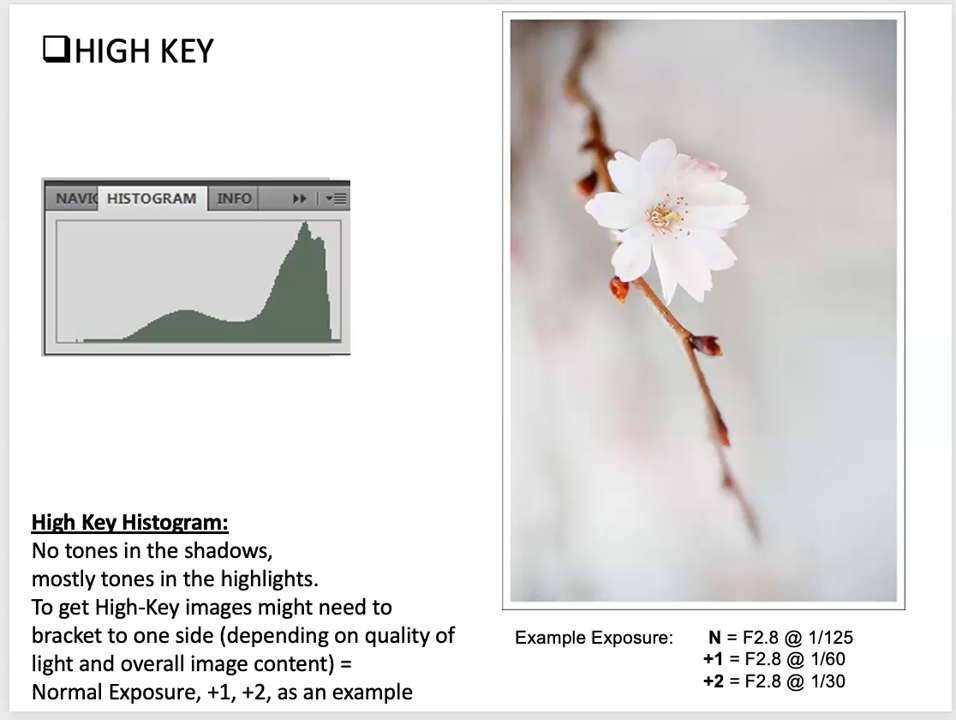 ❑HIGH KEY
NAVIC HISTOGRAM INFO
High Key Histogram:
No tones in the shadows,
mostly tones in the highlights.
To get High-Key images might need to
bracket to one side (depending on quality of
light and overall image content) =
Normal Exposure, +1, +2, as an example
Example Exposure: N = F2.8 @ 1/125
+1 = F2.8 @ 1/60
+2 = F2.8 @ 1/30